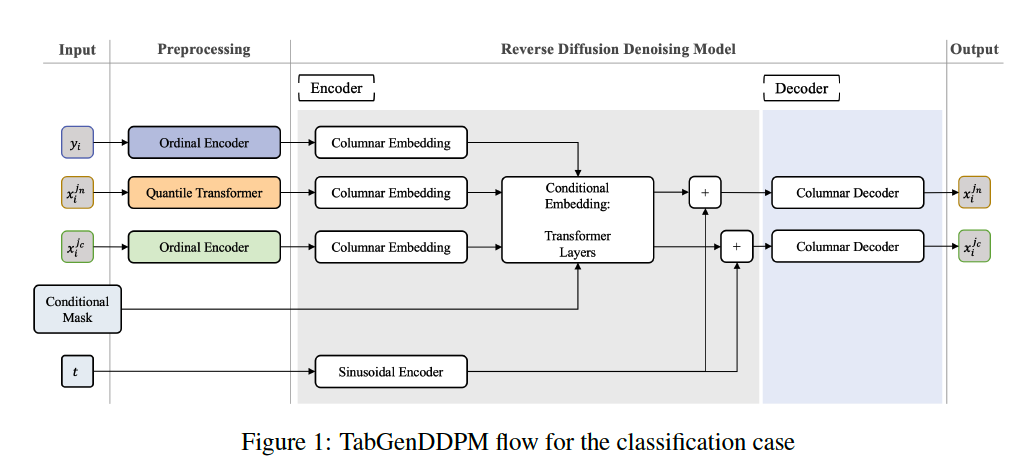 Input Preprocessing Reverse Diffusion Denoising Model Output
Encoder Decoder
y_i Ordinal Encoder Columnar Embedding
x_i^{j_n} Quantile Transformer Columnar Embedding
Conditional
Embedding:
Transformer
Layers
+ Columnar Decoder x_i^{j_n}
x_i^{j_c} Ordinal Encoder Columnar Embedding
+ Columnar Decoder x_i^{j_c}
Conditional
Mask
t Sinusoidal Encoder
Figure 1: TabGenDDPM flow for the classification case